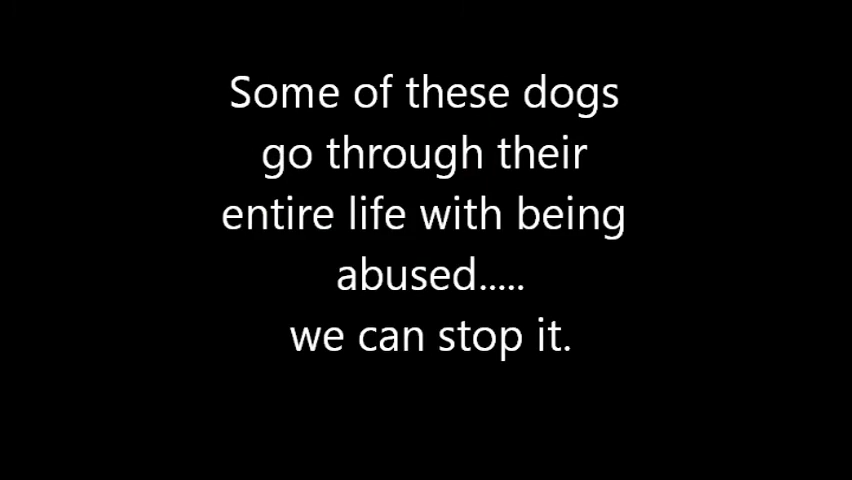 Some of these dogs
go through their
entire life with being
abused.....
we can stop it.